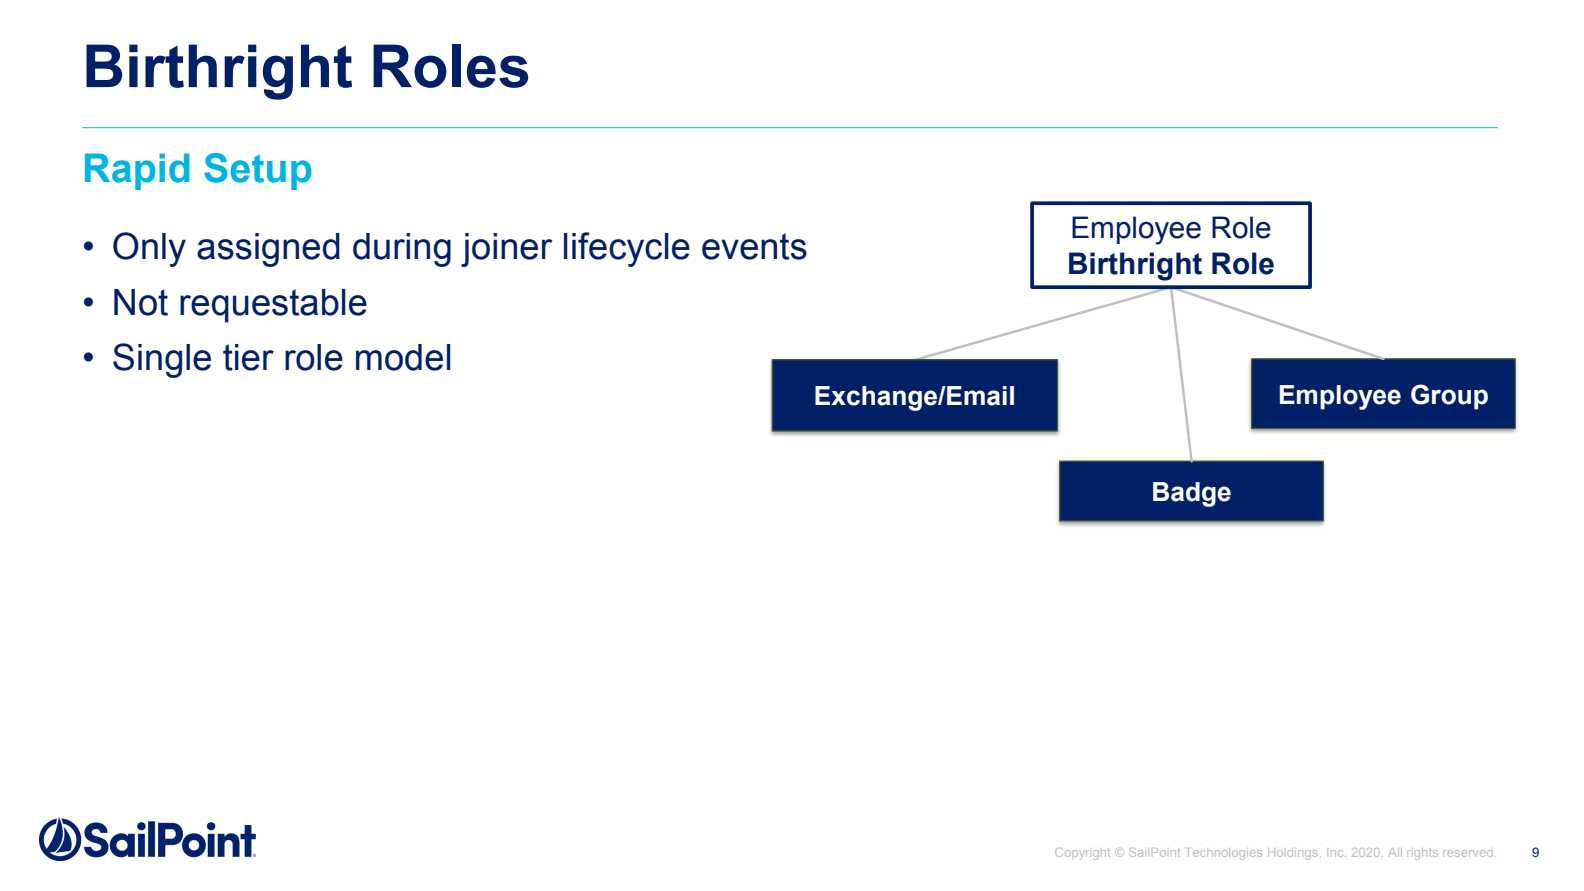 Birthright Roles
Rapid Setup
• Only assigned during joiner lifecycle events
• Not requestable
• Single tier role model
Employee Role
Birthright Role
Exchange/Email
Employee Group
Badge
SailPoint
Copyright © SailPoint Technologies Holdings, Inc. 2020. All rights reserved.
9